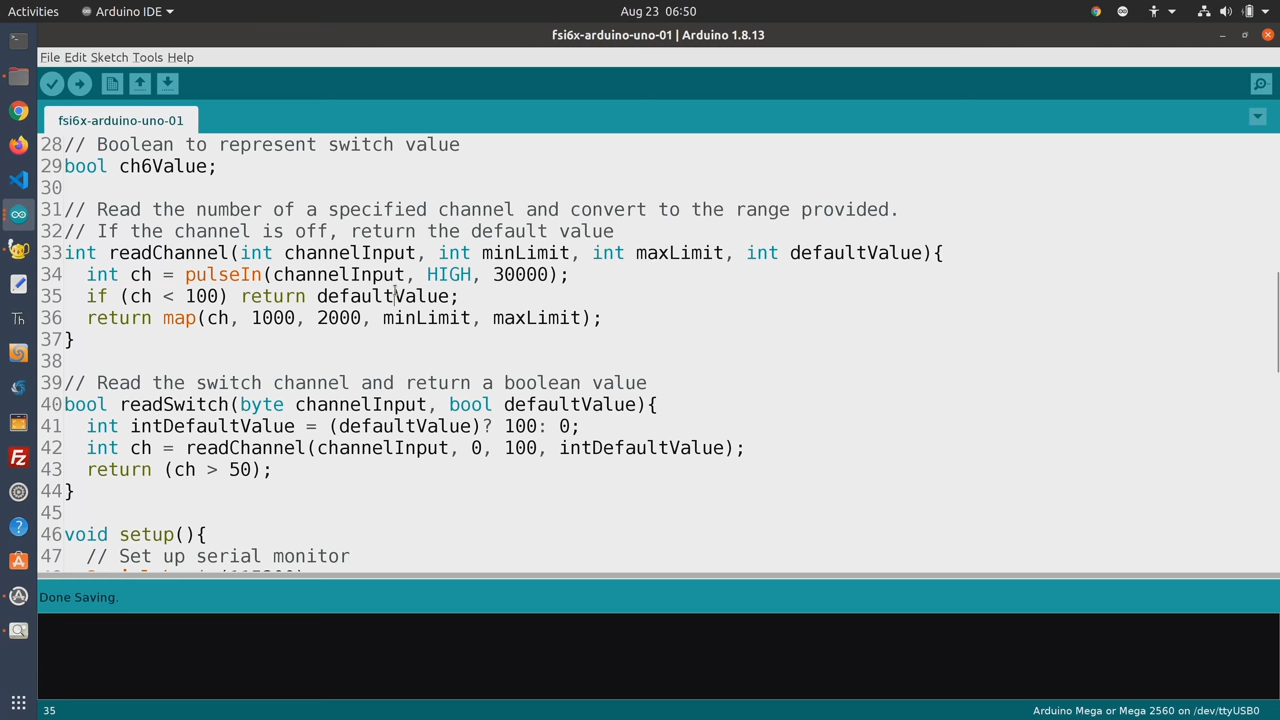 Activities Arduino IDE Aug 23 06:50
fsi6x-arduino-uno-01 | Arduino 1.8.13
File Edit Sketch Tools Help
fsi6x-arduino-uno-01
28 // Boolean to represent switch value
29 bool ch6Value;
30
31 // Read the number of a specified channel and convert to the range provided.
32 // If the channel is off, return the default value
33 int readChannel(int channelInput, int minLimit, int maxLimit, int defaultValue){
34   int ch = pulseIn(channelInput, HIGH, 30000);
35   if (ch < 100) return defaultValue;
36   return map(ch, 1000, 2000, minLimit, maxLimit);
37 }
38
39 // Read the switch channel and return a boolean value
40 bool readSwitch(byte channelInput, bool defaultValue){
41   int intDefaultValue = (defaultValue)? 100: 0;
42   int ch = readChannel(channelInput, 0, 100, intDefaultValue);
43   return (ch > 50);
44 }
45
46 void setup(){
47   // Set up serial monitor
Done Saving.
35 Arduino Mega or Mega 2560 on /dev/ttyUSB0